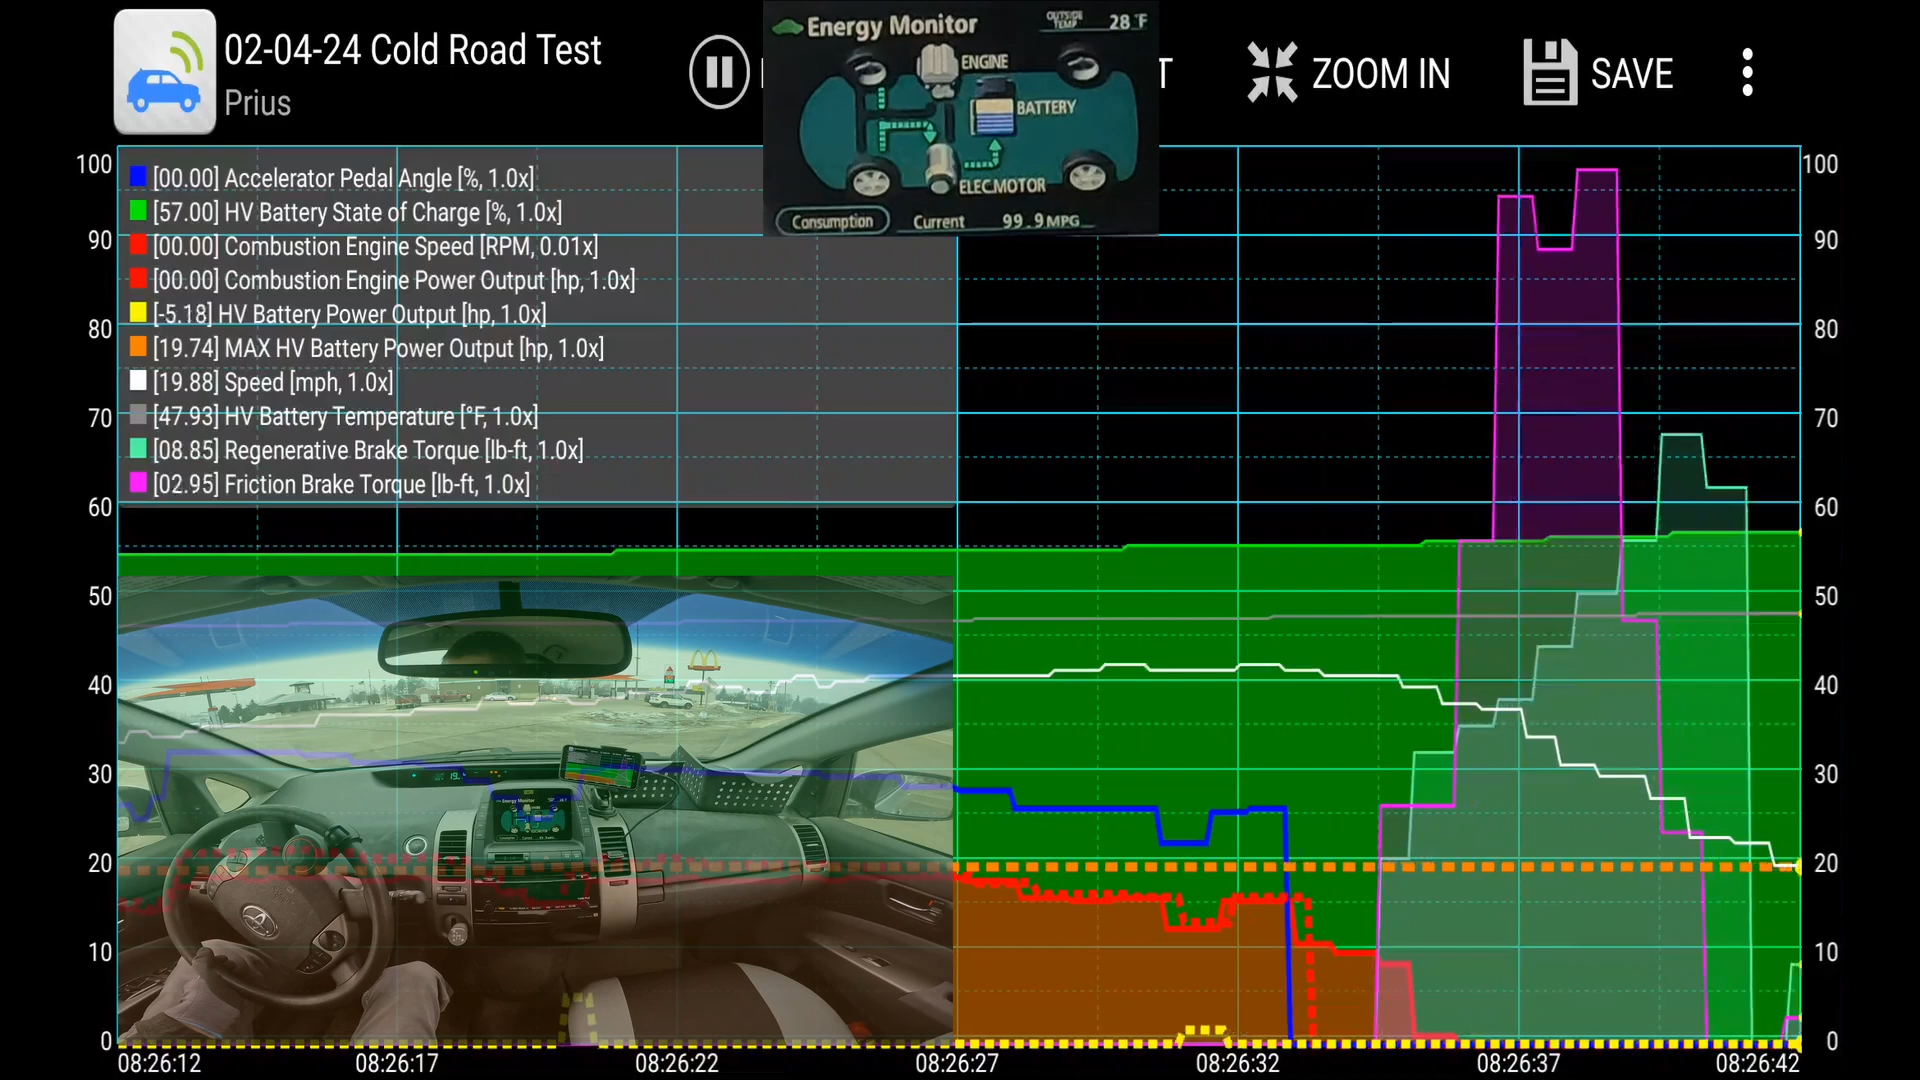 02-04-24 Cold Road Test
Prius
Energy Monitor
OUTSIDE TEMP 28°F
ENGINE
BATTERY
ELEC.MOTOR
Consumption Current 99.9 MPG
T
ZOOM IN
SAVE
[00.00] Accelerator Pedal Angle [%, 1.0x]
[57.00] HV Battery State of Charge [%, 1.0x]
[00.00] Combustion Engine Speed [RPM, 0.01x]
[00.00] Combustion Engine Power Output [hp, 1.0x]
[-5.18] HV Battery Power Output [hp, 1.0x]
[19.74] MAX HV Battery Power Output [hp, 1.0x]
[19.88] Speed [mph, 1.0x]
[47.93] HV Battery Temperature [°F, 1.0x]
[08.85] Regenerative Brake Torque [lb-ft, 1.0x]
[02.95] Friction Brake Torque [lb-ft, 1.0x]
100 100
90 90
80 80
70 70
60 60
50 50
40 40
30 30
20 20
10 10
0 0
Energy Monitor
08:26:12 08:26:17 08:26:22 08:26:27 08:26:32 08:26:37 08:26:42